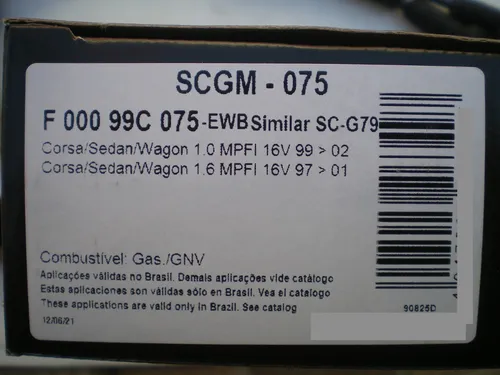 SCGM - 075
F 000 99C 075-EWB Similar SC-G79
Corsa/Sedan/Wagon 1.0 MPFI 16V 99 > 02
Corsa/Sedan/Wagon 1.6 MPFI 16V 97 > 01
Combustível: Gas./GNV
Aplicações válidas no Brasil. Demais aplicações vide catálogo
Estas aplicaciones son válidas sólo en Brasil. Vea el catalogo
These applications are valid only in Brazil. See catalog
12/06/21
90825D